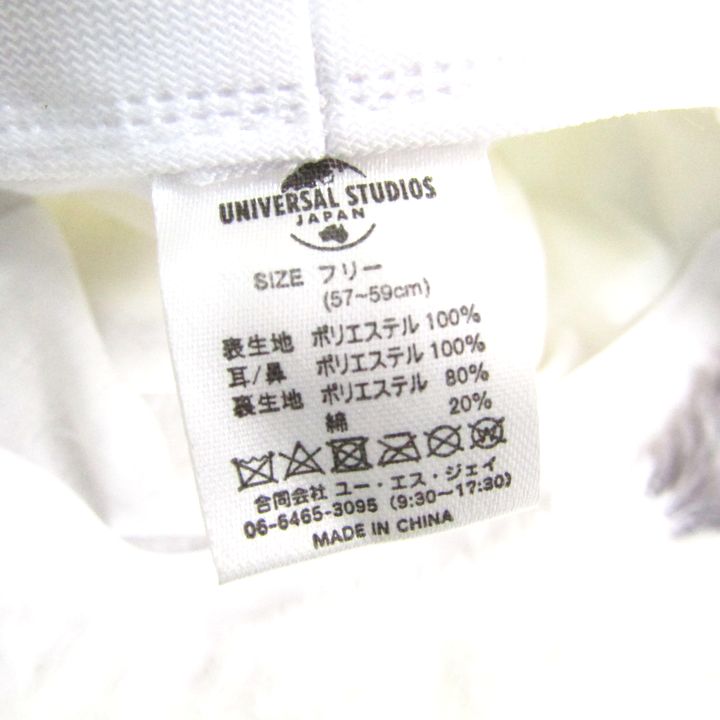 UNIVERSAL STUDIOS
JAPAN
SIZE フリー
(57~59cm)
表生地 ポリエステル 100%
耳/鼻 ポリエステル 100%
裏生地 ポリエステル 80%
綿 20%
合同会社 ユー・エス・ジェイ
06-6465-3095 (9:30~17:30)
MADE IN CHINA